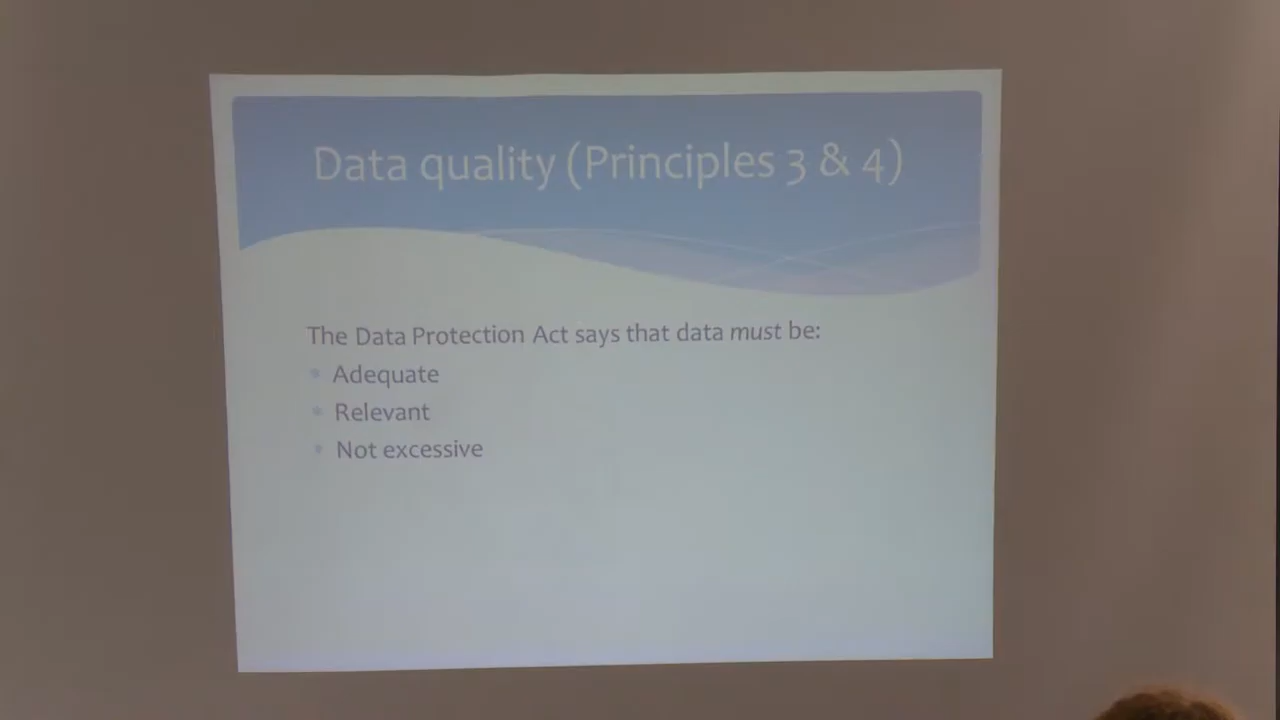 Data quality (Principles 3 & 4)
The Data Protection Act says that data must be:
Adequate
Relevant
Not excessive